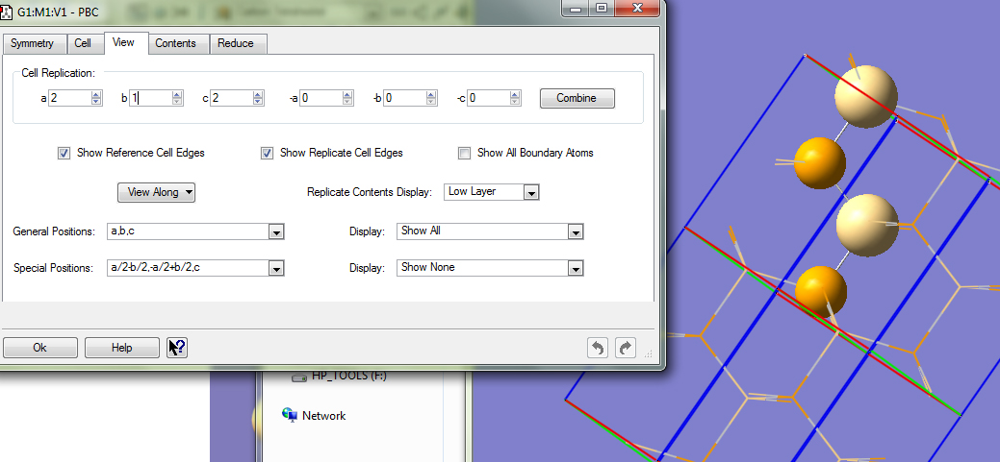 G1:M1:V1 - PBC
Symmetry Cell View Contents Reduce
Cell Replication:
a 2 b 1 c 2 -a 0 -b 0 -c 0 Combine
Show Reference Cell Edges Show Replicate Cell Edges Show All Boundary Atoms
View Along Replicate Contents Display: Low Layer
General Positions: a,b,c Display: Show All
Special Positions: a/2-b/2,-a/2+b/2,c Display: Show None
Ok Help ?
HP_TOOLS (F:)
Network